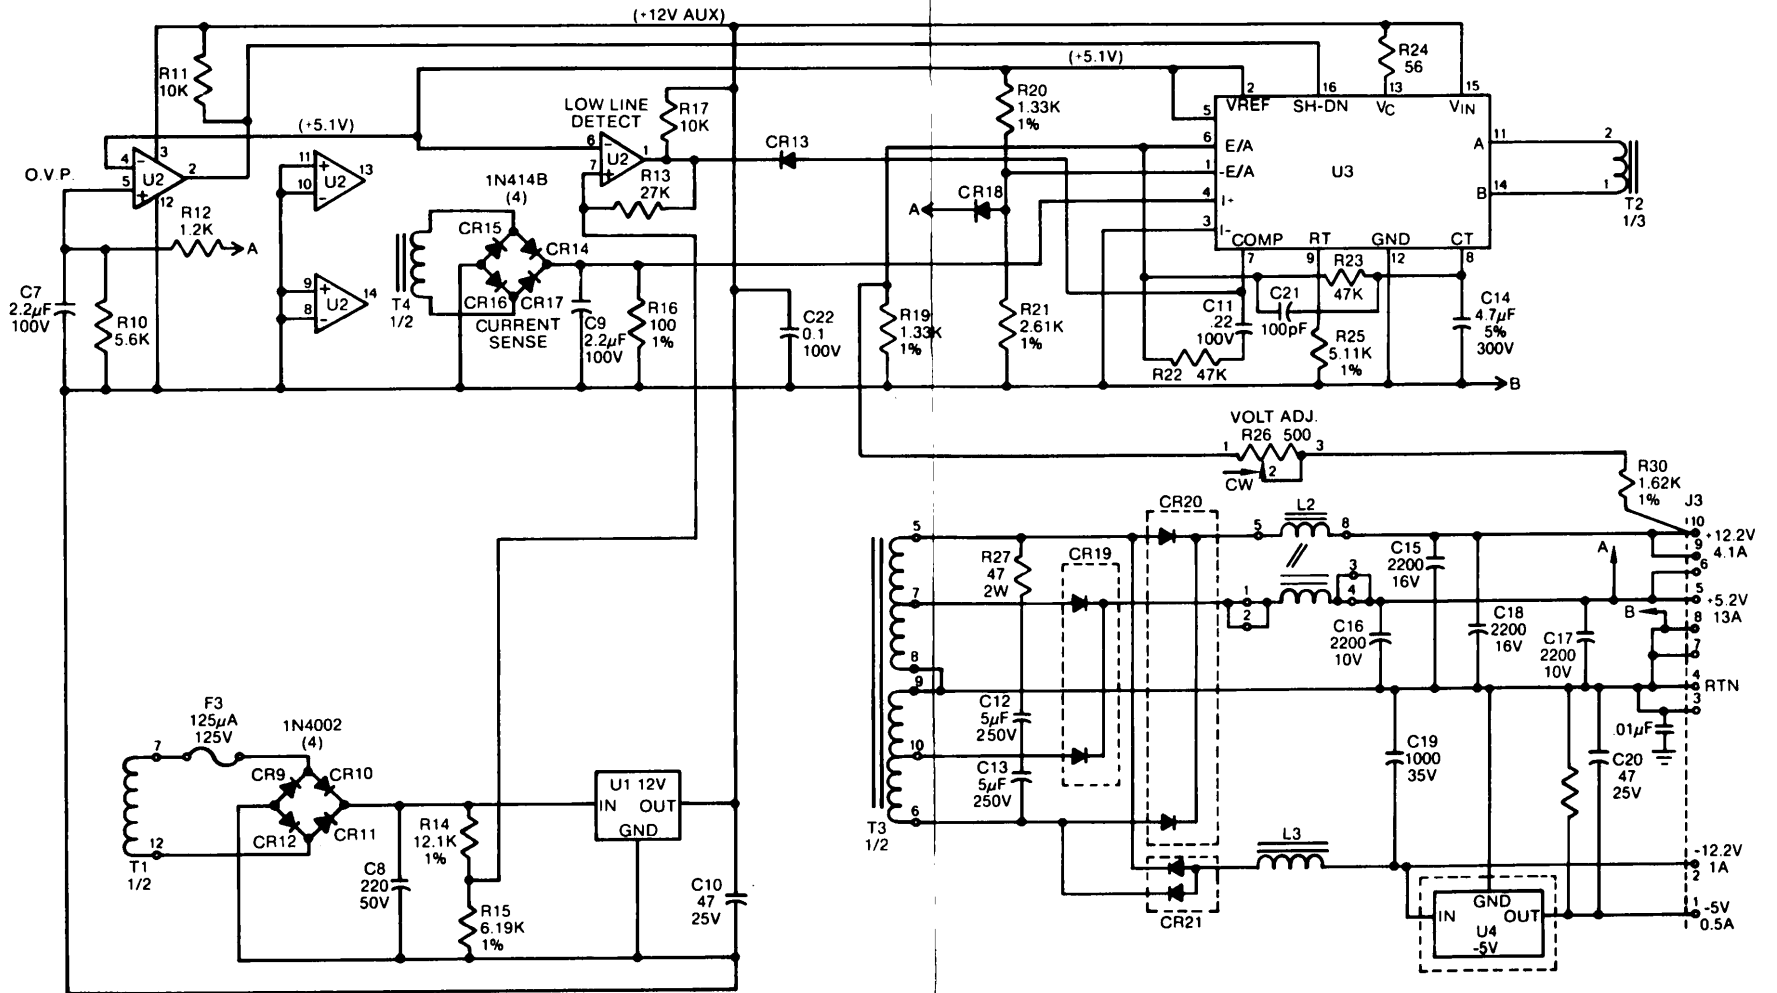 (+12V AUX)
R11
10K
(+5.1V)
3
4
-
5
+
U2
2
12
O.V.P.
R12
1.2K
A
C7
2.2µF
100V
R10
5.6K
11
+
10
-
U2
13
9
+
8
-
U2
14
LOW LINE
DETECT
6
-
7
+
U2
1
R17
10K
R13
27K
CR13
1N414B
(4)
CR15
CR14
CR16
CR17
T4
1/2
CURRENT
SENSE
C9
2.2µF
100V
R16
100
1%
C22
0.1
100V
(+5.1V)
R20
1.33K
1%
A
CR18
R19
1.33K
1%
R21
2.61K
1%
2
VREF
16
SH-DN
13
VC
15
VIN
R24
56
5
6
E/A
1
-E/A
4
I+
3
I-
U3
A
11
B
14
2
1
T2
1/3
COMP
7
RT
9
GND
12
CT
8
R23
47K
C21
100pF
C11
.22
100V
R22
47K
R25
5.11K
1%
C14
4.7µF
5%
300V
B
VOLT ADJ.
1
R26 500
3
2
CW
R30
1.62K
1%
J3
CR20
L2
5
8
CR19
R27
47
2W
5
7
8
9
10
6
T3
1/2
1
2
3
4
C15
2200
16V
C16
2200
10V
C18
2200
16V
C17
2200
10V
A
B
10
+12.2V
9
4.1A
6
5
+5.2V
13A
8
7
4
RTN
3
.01µF
C12
5µF
250V
C13
5µF
250V
C19
1000
35V
C20
47
25V
L3
CR21
-12.2V
1A
2
GND
IN
OUT
U4
-5V
1
-5V
0.5A
F3
125µA
125V
1N4002
(4)
7
12
T1
1/2
CR9
CR10
CR12
CR11
C8
220
50V
R14
12.1K
1%
R15
6.19K
1%
U1 12V
IN
OUT
GND
C10
47
25V